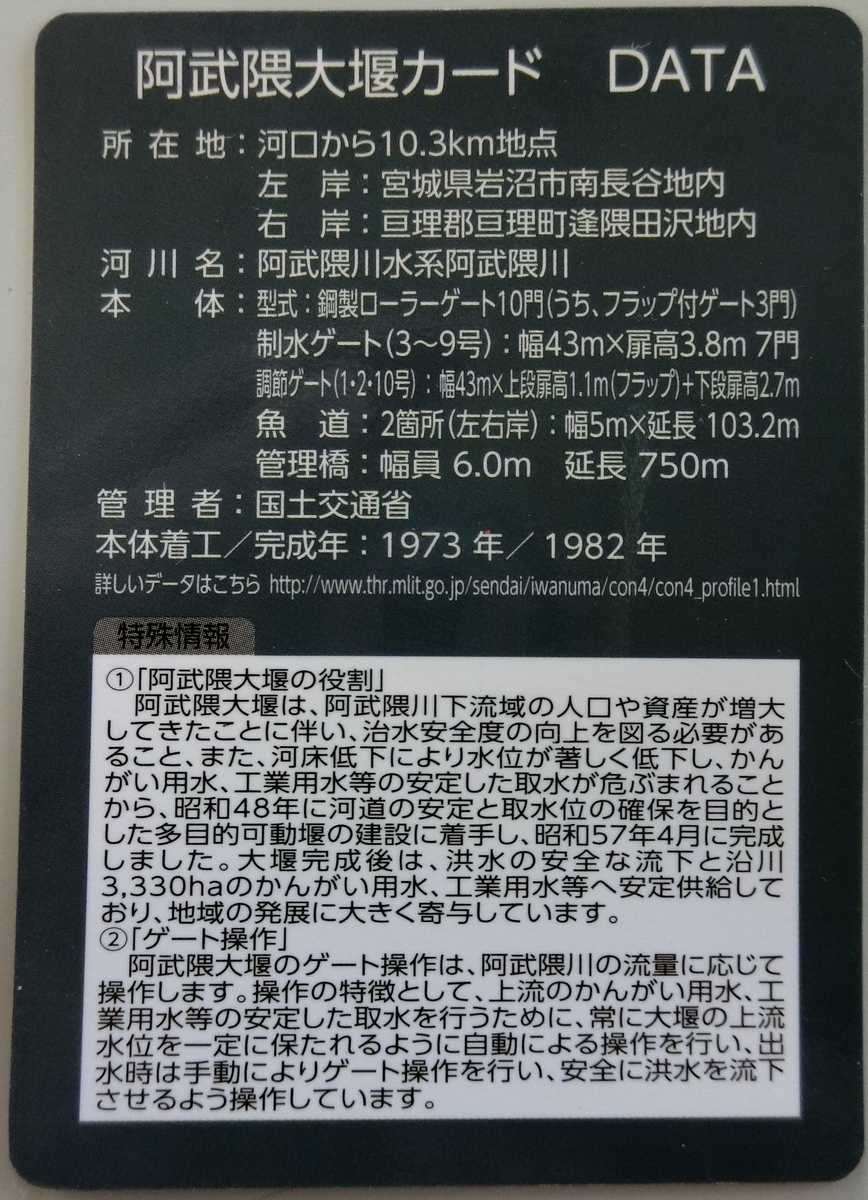 阿武隈大堰カード　DATA
所在地：河口から10.3km地点
左　岸：宮城県岩沼市南長谷地内
右　岸：亘理郡亘理町逢隈田沢地内
河川名：阿武隈川水系阿武隈川
本　体：型式：鋼製ローラーゲート10門(うち、フラップ付ゲート3門)
制水ゲート(3～9号)：幅43m×扉高3.8m 7門
調節ゲート(1・2・10号)：幅43m×上段扉高1.1m(フラップ)+下段扉高2.7m
魚　道：2箇所(左右岸)：幅5m×延長 103.2m
管理橋：幅員 6.0m　延長 750m
管理者：国土交通省
本体着工／完成年：1973 年／ 1982 年
詳しいデータはこちら http://www.thr.mlit.go.jp/sendai/iwanuma/con4/con4_profile1.html
特殊情報
①「阿武隈大堰の役割」
　阿武隈大堰は、阿武隈川下流域の人口や資産が増大
してきたことに伴い、治水安全度の向上を図る必要があ
ること、また、河床低下により水位が著しく低下し、かん
がい用水、工業用水等の安定した取水が危ぶまれること
から、昭和48年に河道の安定と取水位の確保を目的と
した多目的可動堰の建設に着手し、昭和57年4月に完成
しました。大堰完成後は、洪水の安全な流下と沿川
3,330haのかんがい用水、工業用水等へ安定供給して
おり、地域の発展に大きく寄与しています。
②「ゲート操作」
　阿武隈大堰のゲート操作は、阿武隈川の流量に応じて
操作します。操作の特徴として、上流のかんがい用水、工
業用水等の安定した取水を行うために、常に大堰の上流
水位を一定に保たれるように自動による操作を行い、出
水時は手動によりゲート操作を行い、安全に洪水を流下
させるよう操作しています。